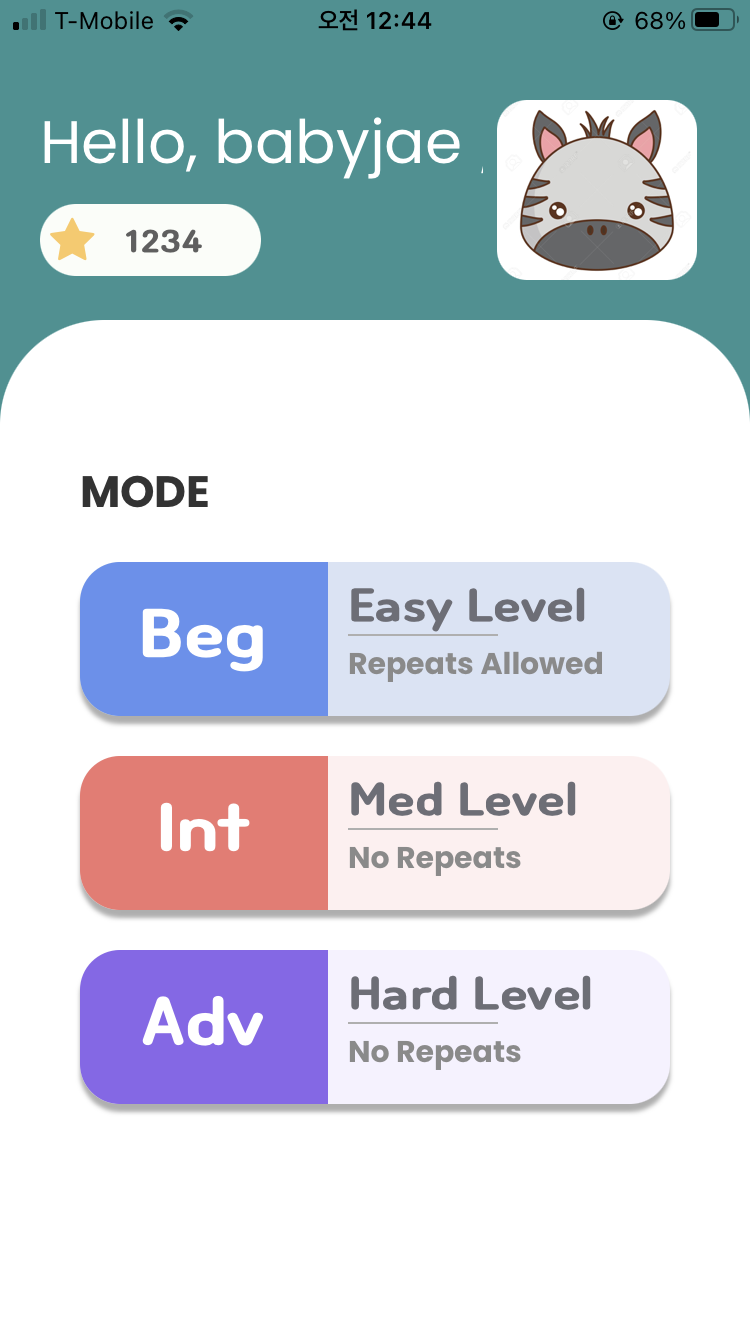 T-Mobile 오전 12:44 68%
Hello, babyjae
1234
MODE
Beg
Easy Level
Repeats Allowed
Int
Med Level
No Repeats
Adv
Hard Level
No Repeats